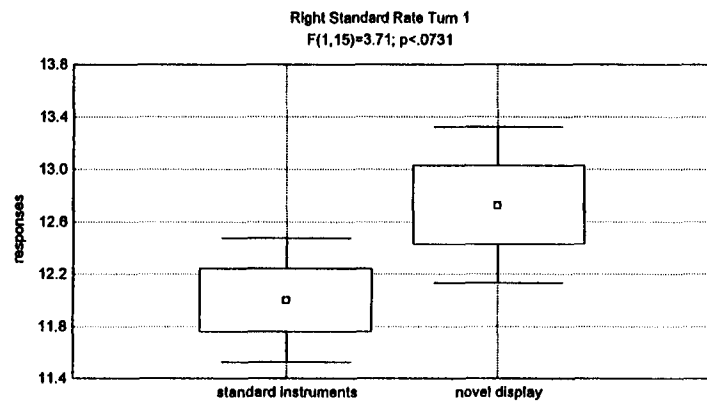 Right Standard Rate Turn 1
F(1,15)=3.71; p<.0731
13.8
13.4
13.0
12.6
12.2
11.8
11.4
responses
standard instruments
novel display